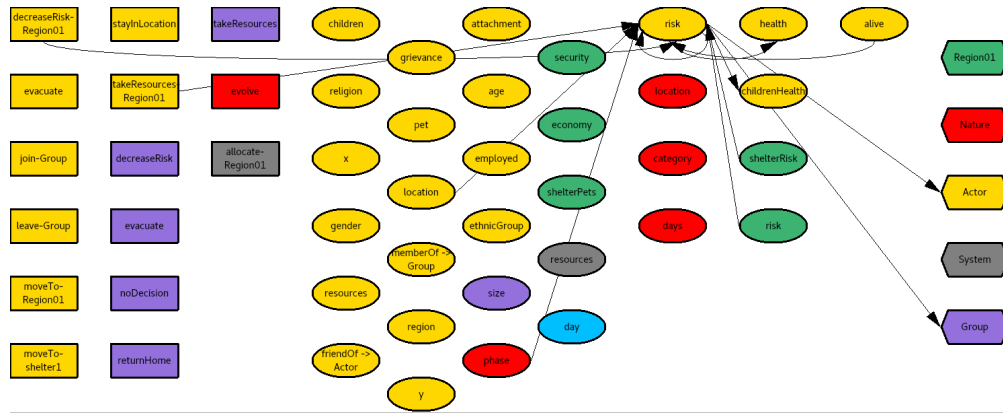 decreaseRisk-
Region01
stayInLocation
takeResources
children
attachment
risk
health
alive
grievance
security
Region01
evacuate
takeResources-
Region01
evolve
religion
age
location
childrenHealth
pet
economy
Nature
join-Group
decreaseRisk
allocate-
Region01
x
employed
category
shelterRisk
location
shelterPets
Actor
leave-Group
evacuate
gender
ethnicGroup
days
risk
memberOf ->
Group
resources
System
moveTo-
Region01
noDecision
resources
size
region
day
Group
moveTo-
shelter1
returnHome
friendOf ->
Actor
phase
y